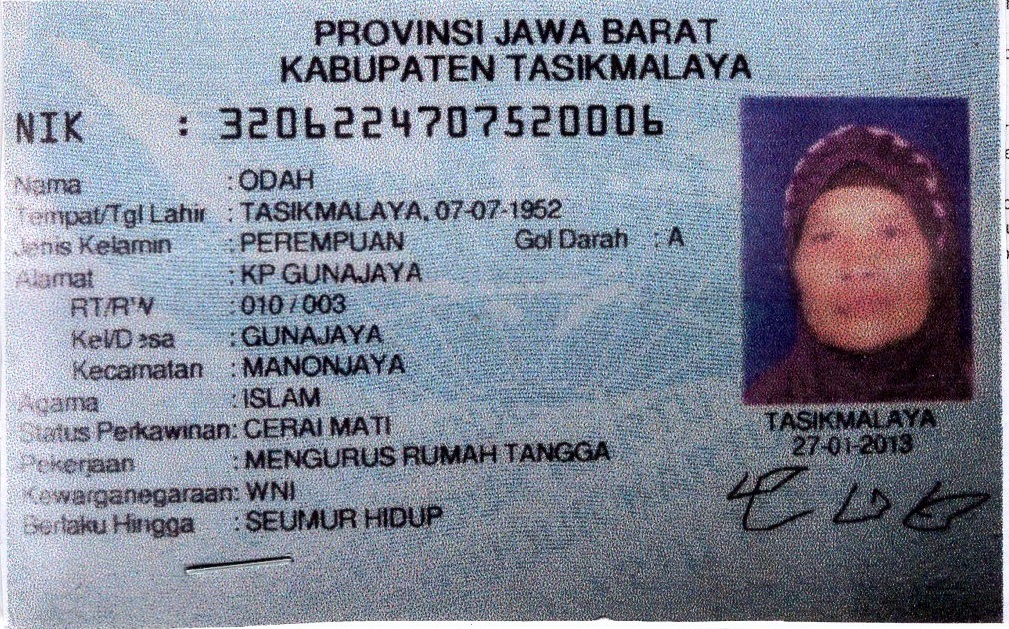 PROVINSI JAWA BARAT
KABUPATEN TASIKMALAYA
NIK : 3206224707520006
Nama : ODAH
Tempat/Tgl Lahir : TASIKMALAYA, 07-07-1952
Jenis Kelamin : PEREMPUAN Gol Darah : A
Alamat : KP GUNAJAYA
RT/RW : 010 / 003
Kel/Desa : GUNAJAYA
Kecamatan : MANONJAYA
Agama : ISLAM
Status Perkawinan: CERAI MATI
Pekerjaan : MENGURUS RUMAH TANGGA
Kewarganegaraan: WNI
Berlaku Hingga : SEUMUR HIDUP
TASIKMALAYA
27-01-2013